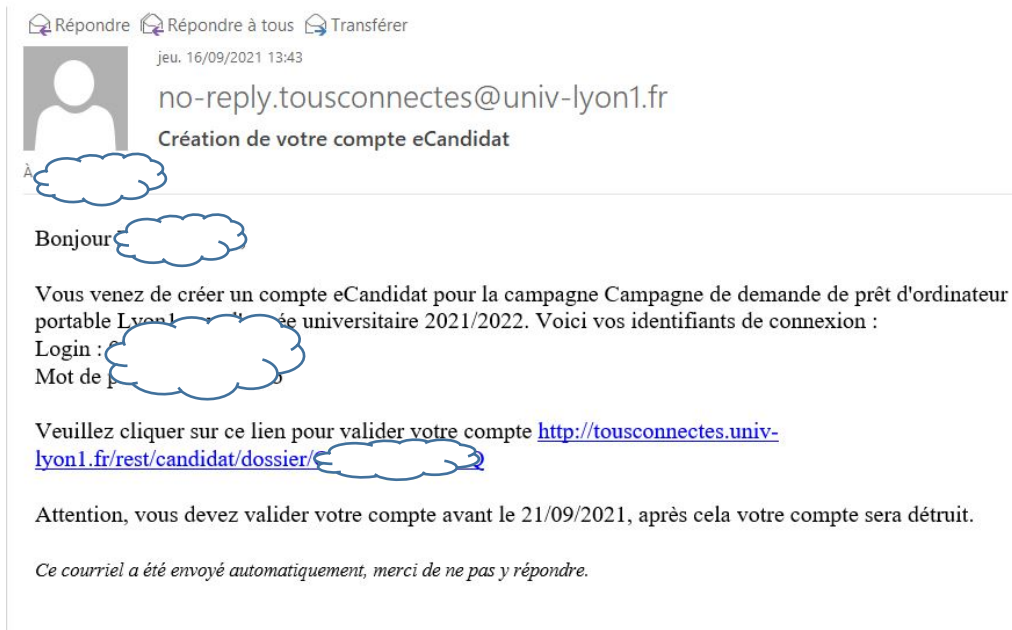 Répondre Répondre à tous Transférer
jeu. 16/09/2021 13:43
no-reply.tousconnectes@univ-lyon1.fr
Création de votre compte eCandidat
À
Bonjour
Vous venez de créer un compte eCandidat pour la campagne Campagne de demande de prêt d'ordinateur
portable universitaire 2021/2022. Voici vos identifiants de connexion :
Login :
Mot de
Veuillez cliquer sur ce lien pour valider votre compte http://tousconnectes.univ-
lyon1.fr/rest/candidat/dossier/
Attention, vous devez valider votre compte avant le 21/09/2021, après cela votre compte sera détruit.
Ce courriel a été envoyé automatiquement, merci de ne pas y répondre.